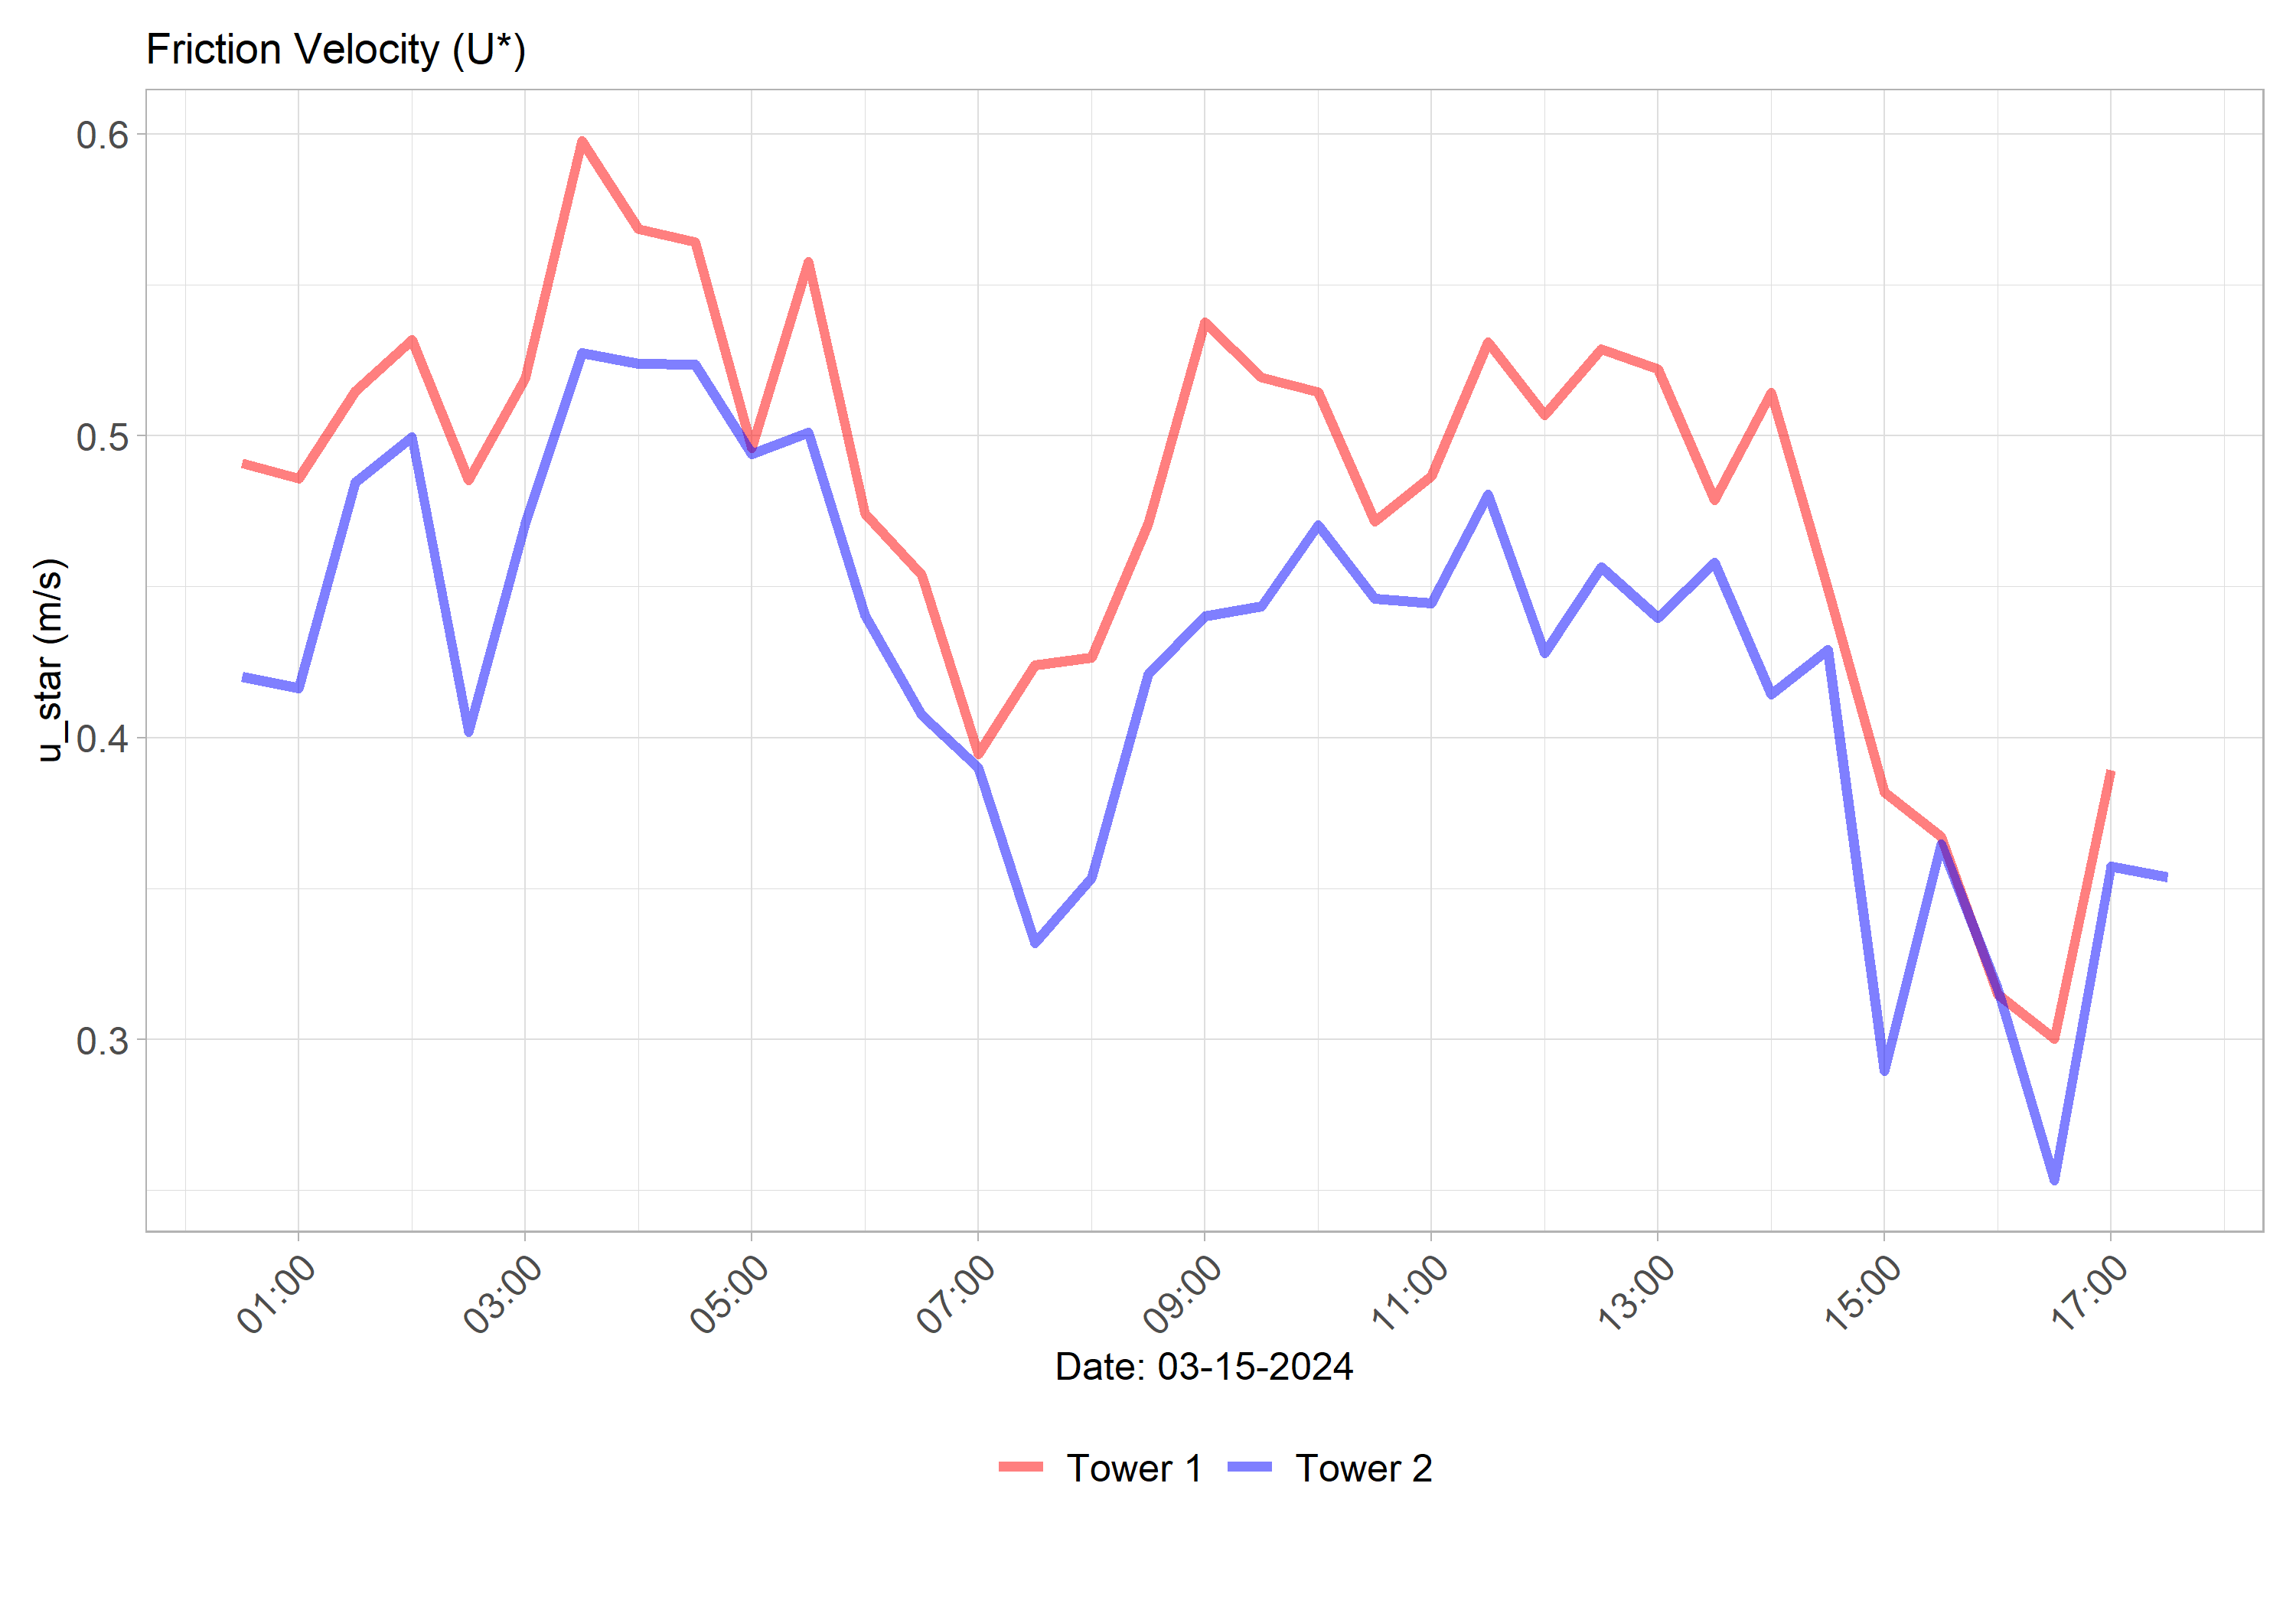 Friction Velocity (U*)
u_star (m/s)
0.6
0.5
0.4
0.3
01:00 03:00 05:00 07:00 09:00 11:00 13:00 15:00 17:00
Date: 03-15-2024
Tower 1 Tower 2